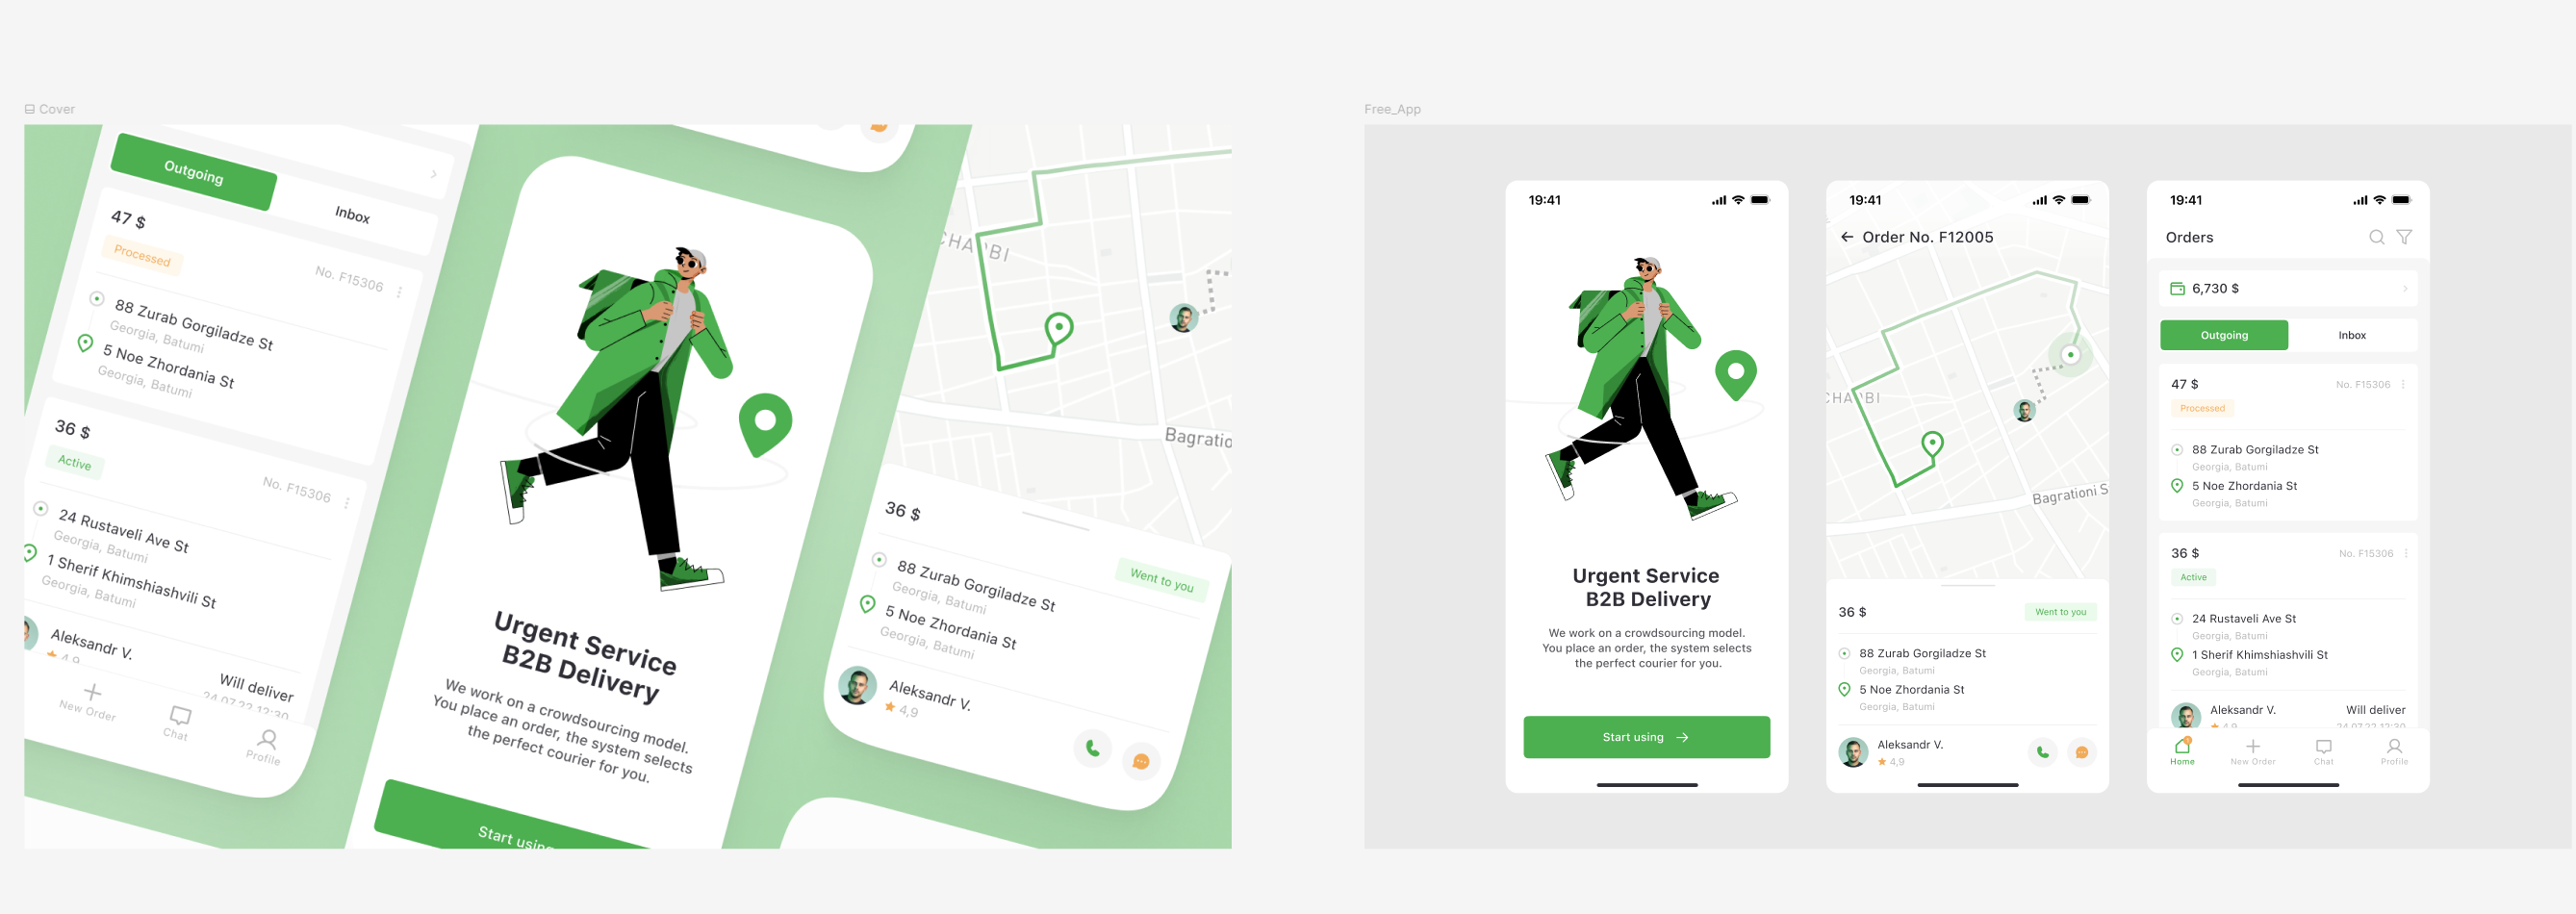 Cover
Outgoing
Inbox
47 $
Processed
No. F15306
88 Zurab Gorgiladze St
Georgia, Batumi
5 Noe Zhordania St
Georgia, Batumi
36 $
Active
No. F15306
24 Rustaveli Ave St
Georgia, Batumi
1 Sherif Khimshiashvili St
Georgia, Batumi
Aleksandr V.
4,9
Will deliver
24.07.22 12:30
New Order
Chat
Profile
Urgent Service
B2B Delivery
We work on a crowdsourcing model.
You place an order, the system selects
the perfect courier for you.
Start using
Bagratio
36 $
Went to you
88 Zurab Gorgiladze St
Georgia, Batumi
5 Noe Zhordania St
Georgia, Batumi
Aleksandr V.
4,9
Free_App
19:41
Urgent Service
B2B Delivery
We work on a crowdsourcing model.
You place an order, the system selects
the perfect courier for you.
Start using
19:41
Order No. F12005
Bagrationi S
36 $
Went to you
88 Zurab Gorgiladze St
Georgia, Batumi
5 Noe Zhordania St
Georgia, Batumi
Aleksandr V.
4,9
19:41
Orders
6,730 $
Outgoing
Inbox
47 $
No. F15306
Processed
88 Zurab Gorgiladze St
Georgia, Batumi
5 Noe Zhordania St
Georgia, Batumi
36 $
No. F15306
Active
24 Rustaveli Ave St
Georgia, Batumi
1 Sherif Khimshiashvili St
Georgia, Batumi
Aleksandr V.
Will deliver
4,9
24.07.22 12:30
1
Home
New Order
Chat
Profile